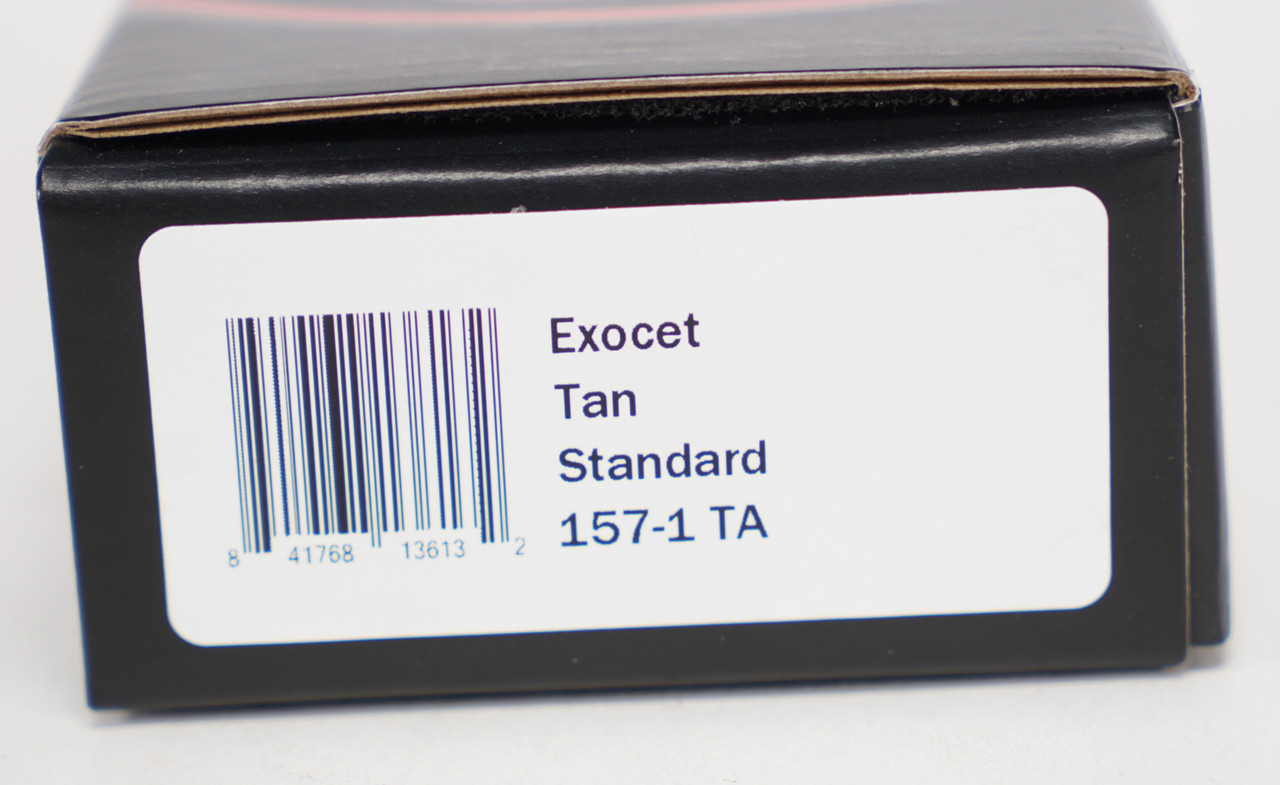 Exocet
Tan
Standard
157-1 TA
8 41768 13613 2